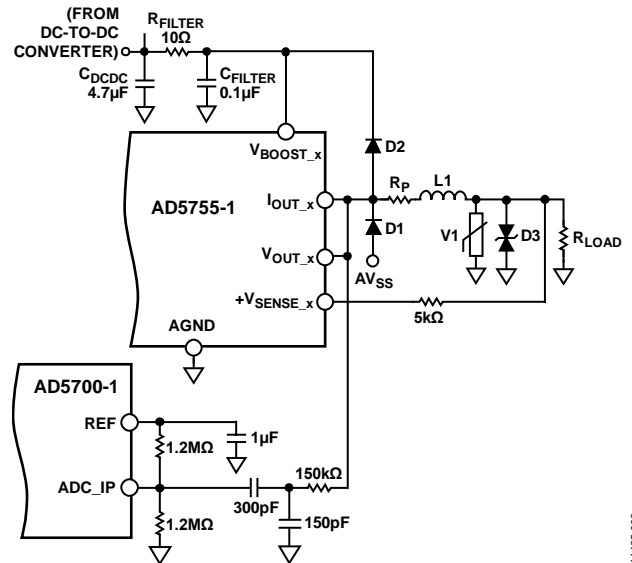 (FROM
DC-TO-DC
CONVERTER)
RFILTER
10Ω
CDCDC
4.7µF
CFILTER
0.1µF
VBOOST_x
D2
AD5755-1
IOUT_x
RP
L1
D1
V1
D3
RLOAD
VOUT_x
AVSS
+VSENSE_x
5kΩ
AGND
AD5700-1
REF
1.2MΩ
1µF
150kΩ
ADC_IP
300pF
1.2MΩ
150pF